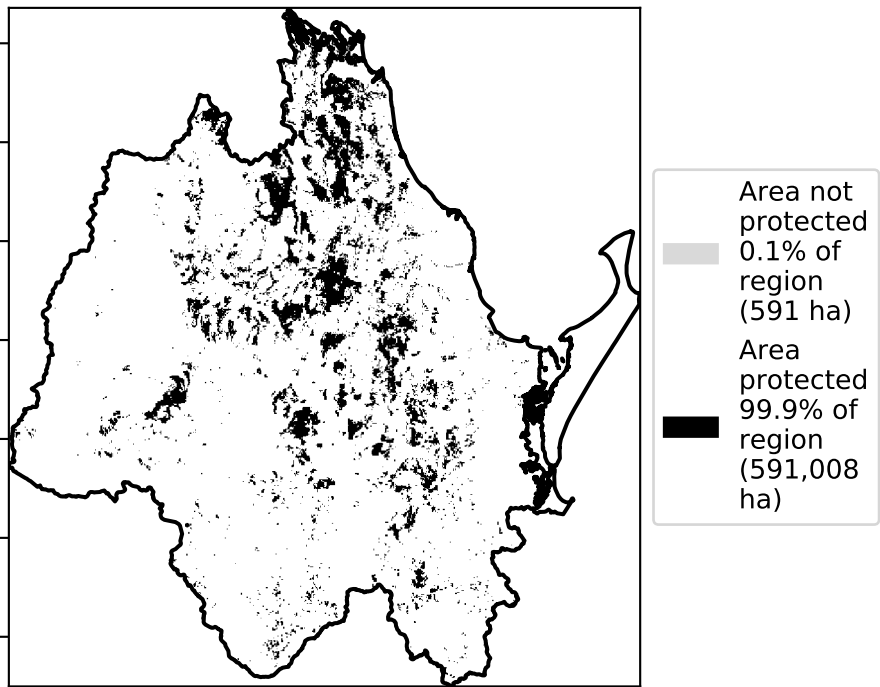 Area not
protected
0.1% of
region
(591 ha)
Area
protected
99.9% of
region
(591,008
ha)